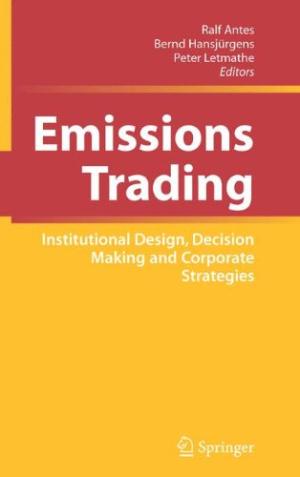 Ralf Antes
Bernd Hansjürgens
Peter Letmathe
Editors
Emissions
Trading
Institutional Design, Decision
Making and Corporate
Strategies
Springer